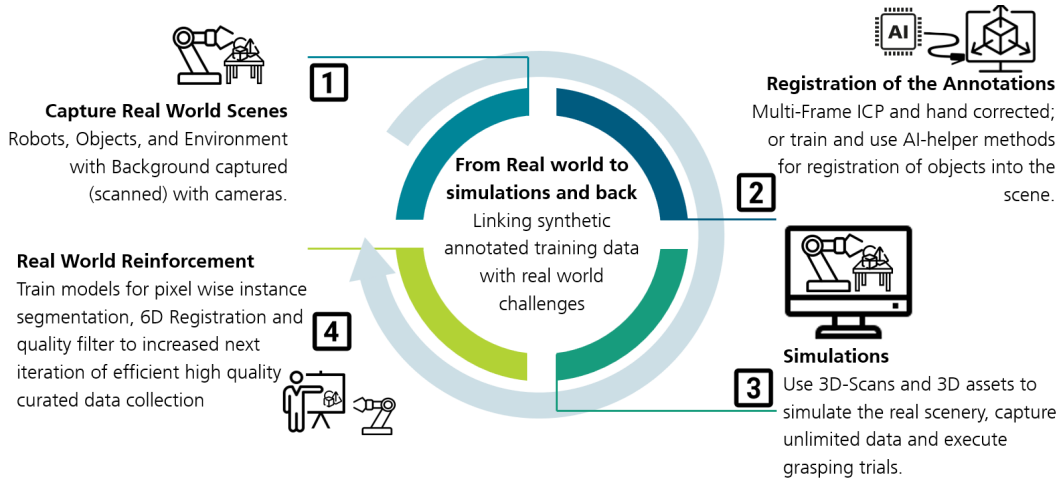 1
Capture Real World Scenes
Robots, Objects, and Environment
with Background captured
(scanned) with cameras.
AI
Registration of the Annotations
Multi-Frame ICP and hand corrected;
or train and use AI-helper methods
for registration of objects into the
scene.
2
From Real world to
simulations and back
Linking synthetic
annotated training data
with real world
challenges
Simulations
Use 3D-Scans and 3D assets to
simulate the real scenery, capture
unlimited data and execute
grasping trials.
3
Real World Reinforcement
Train models for pixel wise instance
segmentation, 6D Registration and
quality filter to increased next
iteration of efficient high quality
curated data collection
4